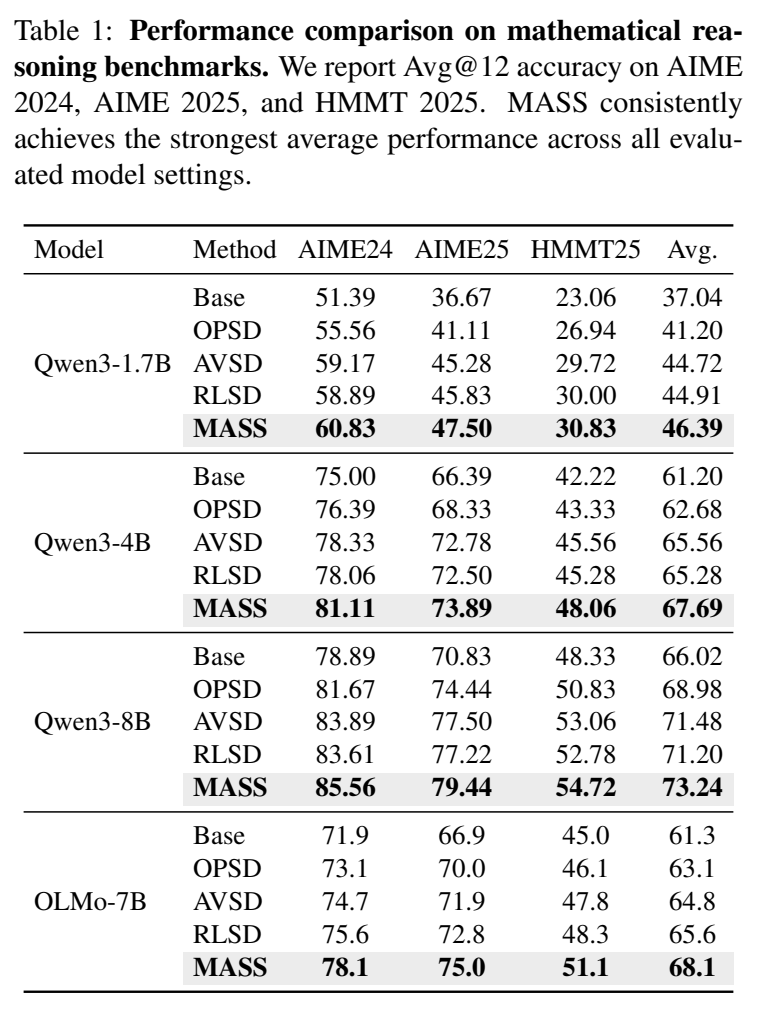 Table 1: Performance comparison on mathematical rea-
soning benchmarks. We report Avg@12 accuracy on AIME
2024, AIME 2025, and HMMT 2025. MASS consistently
achieves the strongest average performance across all evalu-
ated model settings.
Model Method AIME24 AIME25 HMMT25 Avg.
Base 51.39 36.67 23.06 37.04
OPSD 55.56 41.11 26.94 41.20
Qwen3-1.7B AVSD 59.17 45.28 29.72 44.72
RLSD 58.89 45.83 30.00 44.91
MASS 60.83 47.50 30.83 46.39
Base 75.00 66.39 42.22 61.20
OPSD 76.39 68.33 43.33 62.68
Qwen3-4B AVSD 78.33 72.78 45.56 65.56
RLSD 78.06 72.50 45.28 65.28
MASS 81.11 73.89 48.06 67.69
Base 78.89 70.83 48.33 66.02
OPSD 81.67 74.44 50.83 68.98
Qwen3-8B AVSD 83.89 77.50 53.06 71.48
RLSD 83.61 77.22 52.78 71.20
MASS 85.56 79.44 54.72 73.24
Base 71.9 66.9 45.0 61.3
OPSD 73.1 70.0 46.1 63.1
OLMo-7B AVSD 74.7 71.9 47.8 64.8
RLSD 75.6 72.8 48.3 65.6
MASS 78.1 75.0 51.1 68.1